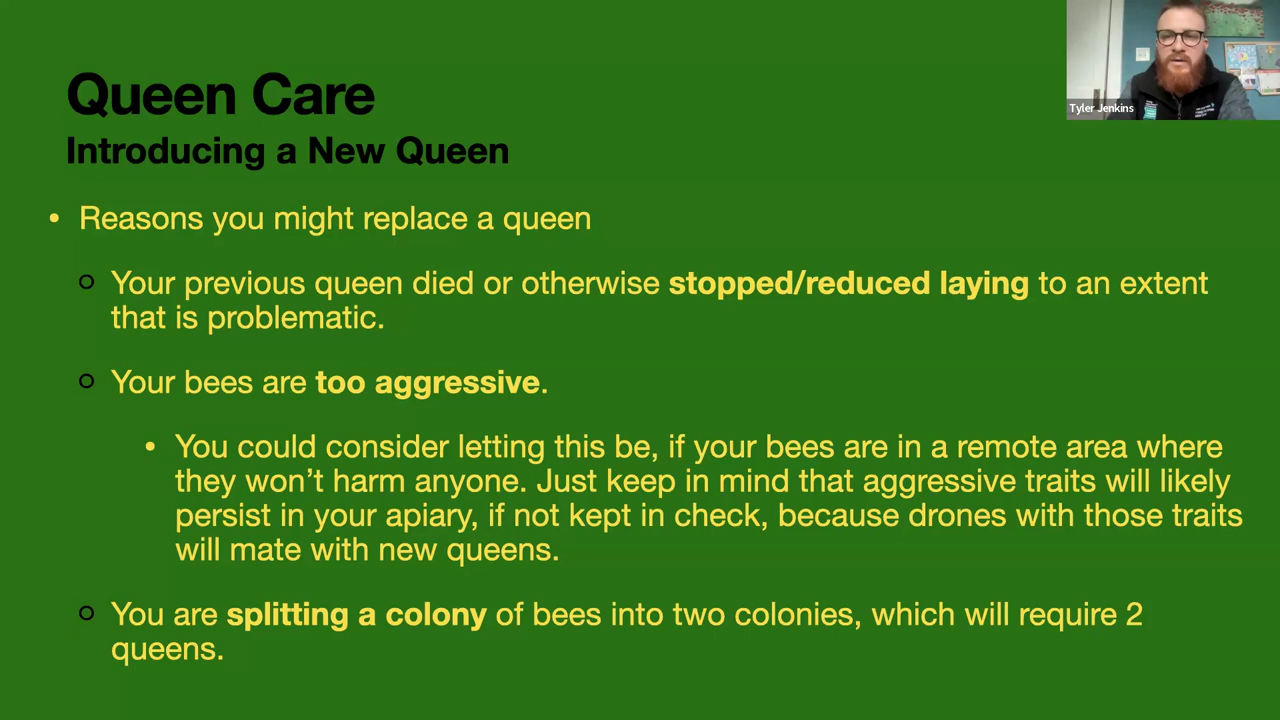 Queen Care
Introducing a New Queen
• Reasons you might replace a queen
Your previous queen died or otherwise stopped/reduced laying to an extent
that is problematic.
Your bees are too aggressive.
• You could consider letting this be, if your bees are in a remote area where
they won’t harm anyone. Just keep in mind that aggressive traits will likely
persist in your apiary, if not kept in check, because drones with those traits
will mate with new queens.
You are splitting a colony of bees into two colonies, which will require 2
queens.
Tyler Jenkins